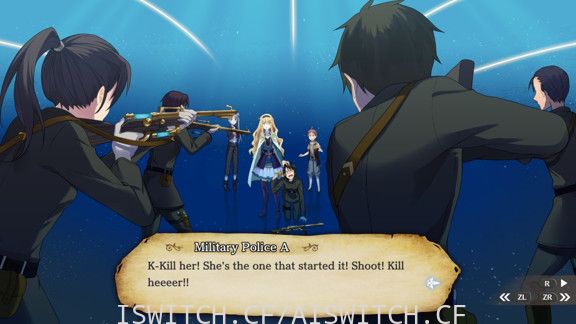 Military Police A
K-Kill her! She's the one that started it! Shoot! Kill
heeeer!!
R
ZL ZR
ISWITCH.CF/AISWITCH.CF